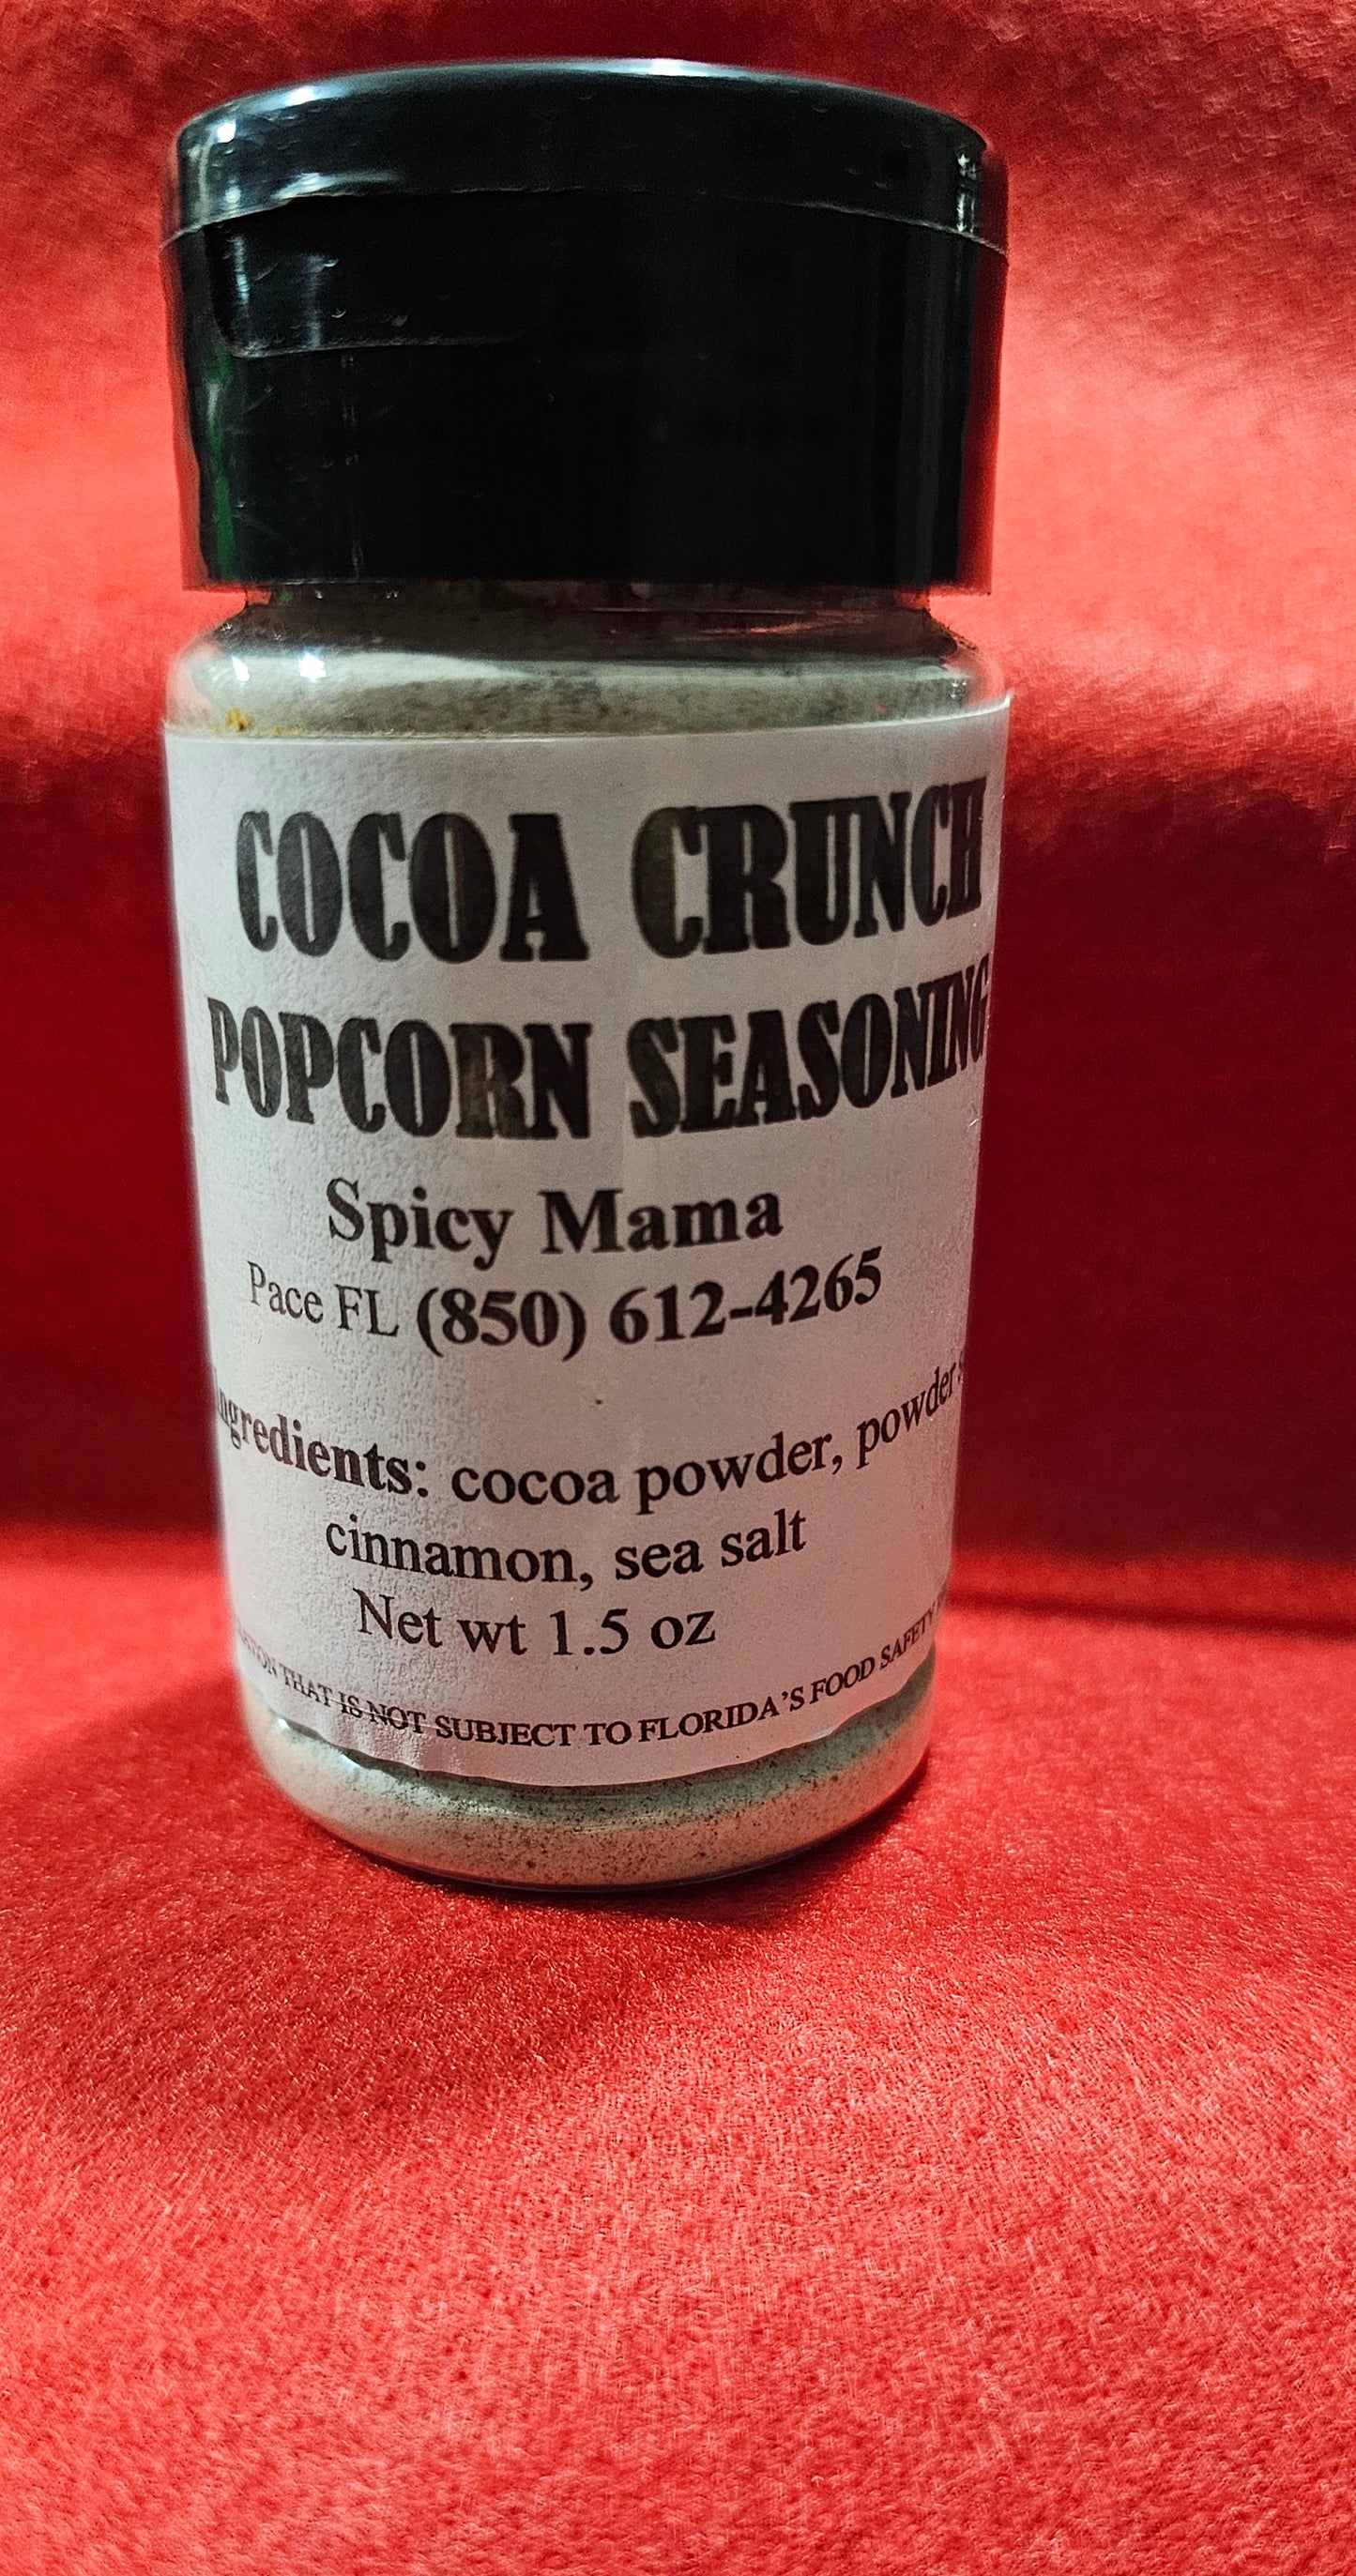 COCOA CRUNCH
POPCORN SEASONING
Spicy Mama
Pace FL (850) 612-4265
Ingredients: cocoa powder, powder
cinnamon, sea salt
Net wt 1.5 oz
THAT IS NOT SUBJECT TO FLORIDA'S FOOD SAFETY